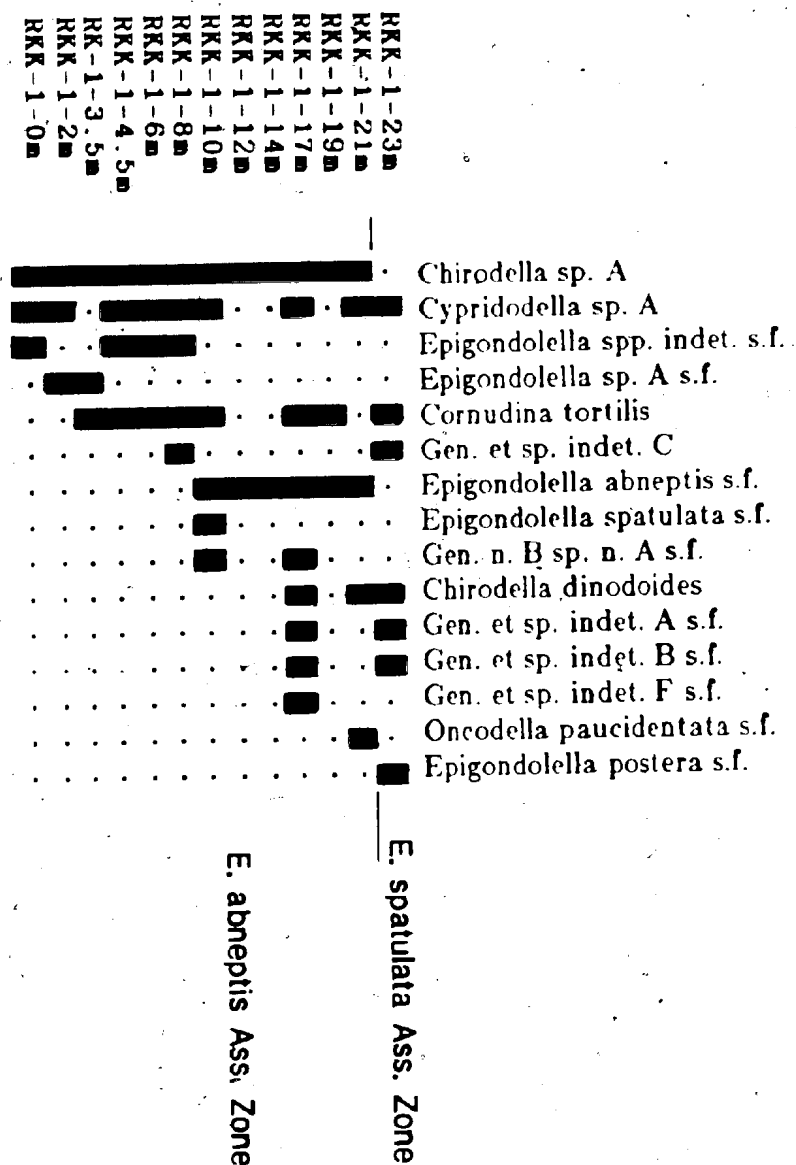 RKK-1-23m
RKK-1-21m
RKK-1-19m
RKK-1-17m
RKK-1-14m
RKK-1-12m
RKK-1-10m
RKK-1-8m
RKK-1-6m
RKK-1-4.5m
RK-1-3.5m
RKK-1-2m
RKK-1-0m
Chirodella sp. A
Cypridodella sp. A
Epigondolella spp. indet. s.f.
Epigondolella sp. A s.f.
Cornudina tortilis
Gen. et sp. indet. C
Epigondolella abneptis s.f.
Epigondolella spatulata s.f.
Gen. n. B sp. n. A s.f.
Chirodella dinodoides
Gen. et sp. indet. A s.f.
Gen. et sp. indet. B s.f.
Gen. et sp. indet. F s.f.
Oncodella paucidentata s.f.
Epigondolella postera s.f.
E. spatulata Ass. Zone
E. abneptis Ass. Zone